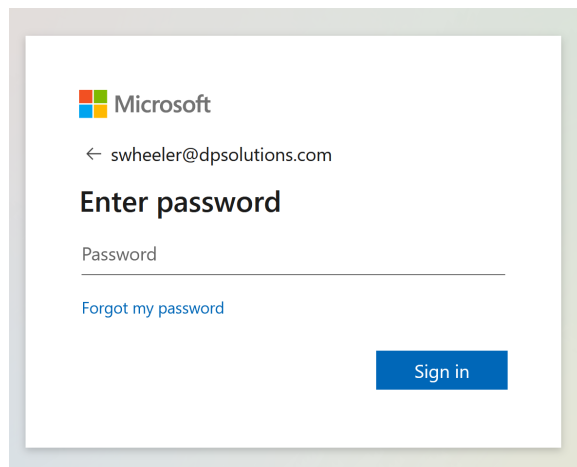 Microsoft
← swheeler@dpsolutions.com
Enter password
Password
Forgot my password
Sign in